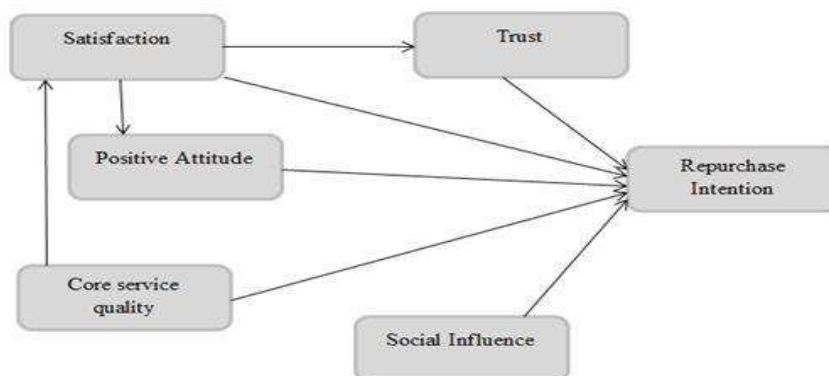 Satisfaction
Trust
Positive Attitude
Repurchase
Intention
Core service
quality
Social Influence